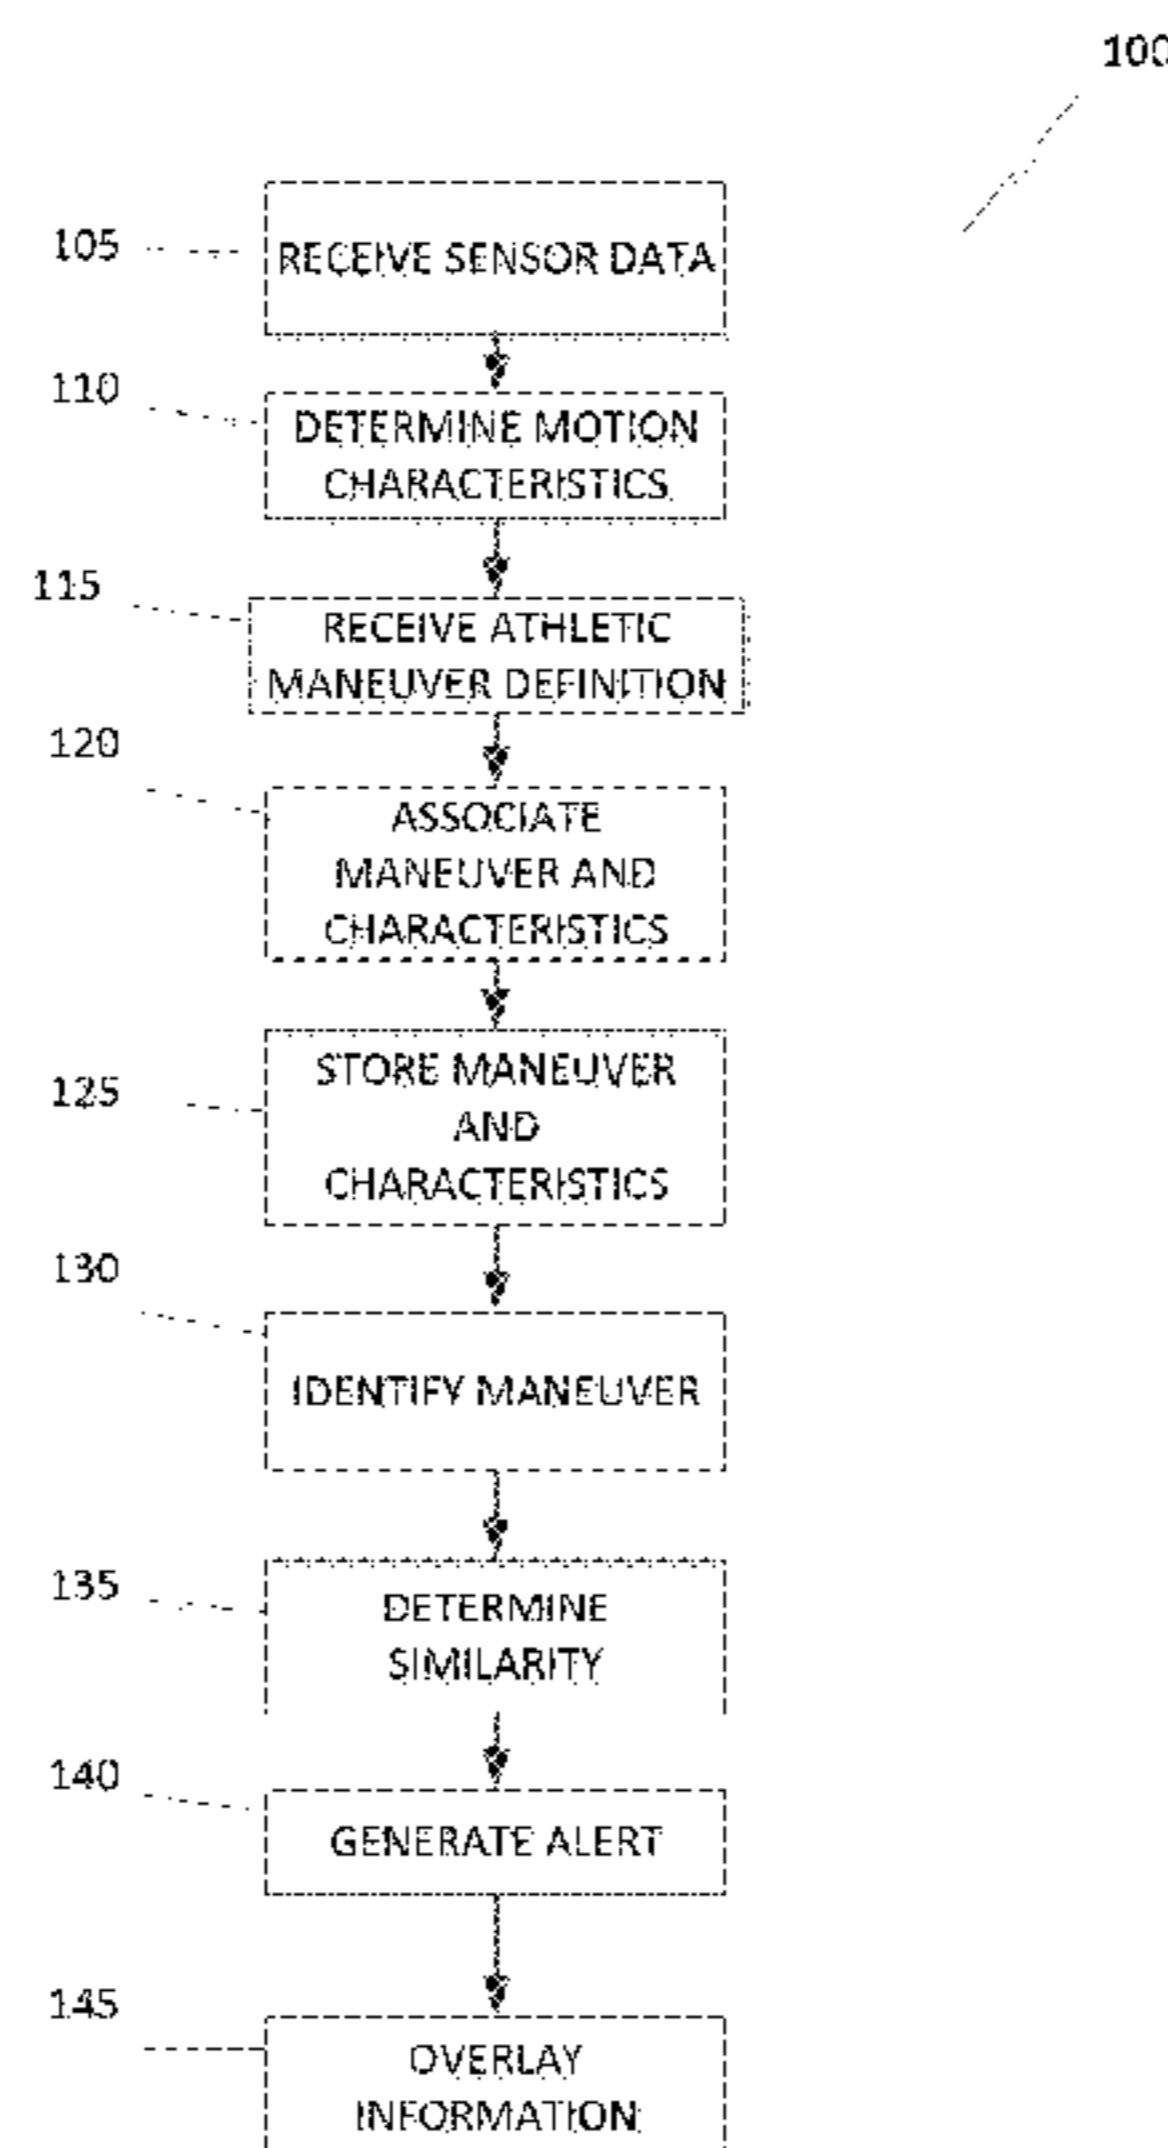 100
105
RECEIVE SENSOR DATA
110
DETERMINE MOTION
CHARACTERISTICS
115
RECEIVE ATHLETIC
MANEUVER DEFINITION
120
ASSOCIATE
MANEUVER AND
CHARACTERISTICS
125
STORE MANEUVER
AND
CHARACTERISTICS
130
IDENTIFY MANEUVER
135
DETERMINE
SIMILARITY
140
GENERATE ALERT
145
OVERLAY
INFORMATION